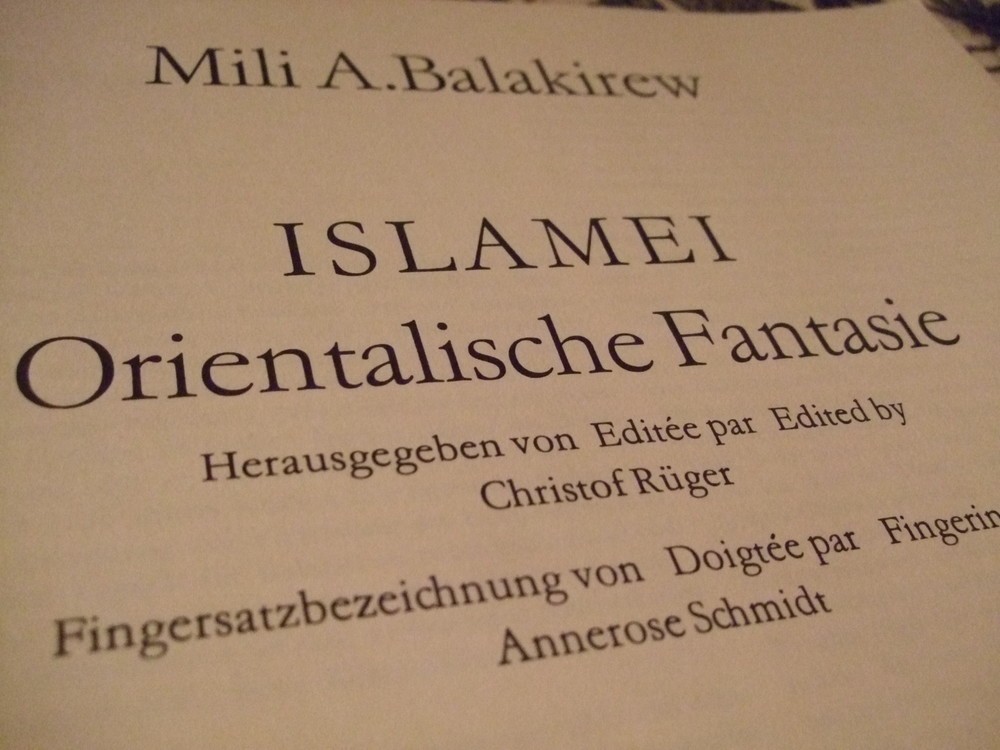 Mili A.Balakirew
ISLAMEI
Orientalische Fantasie
Herausgegeben von Editée par Edited by
Christof Rüger
Fingersatzbezeichnung von Doigtée par
Annerose Schmidt